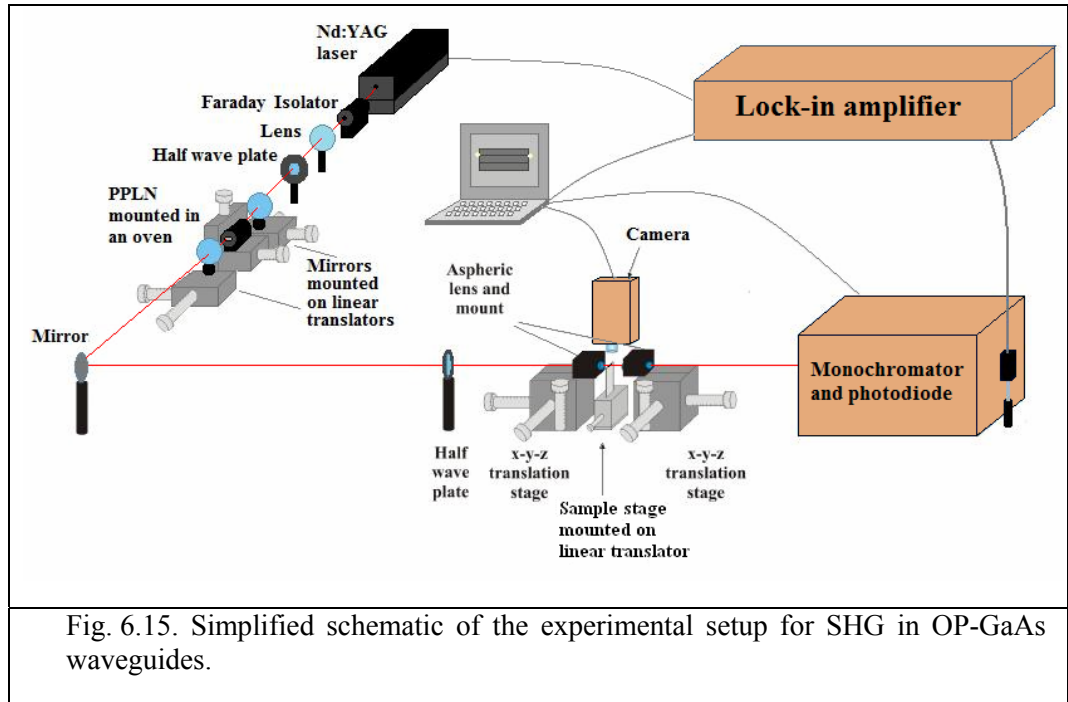 Nd:YAG
laser
Faraday Isolator
Lens
Half wave plate
PPLN
mounted in
an oven
Mirrors
mounted
on linear
translators
Mirror
Lock-in amplifier
Camera
Aspheric
lens and
mount
Monochromator
and photodiode
Half
wave
plate
x-y-z
translation
stage
Sample stage
mounted on
linear translator
x-y-z
translation
stage
Fig. 6.15. Simplified schematic of the experimental setup for SHG in OP-GaAs
waveguides.